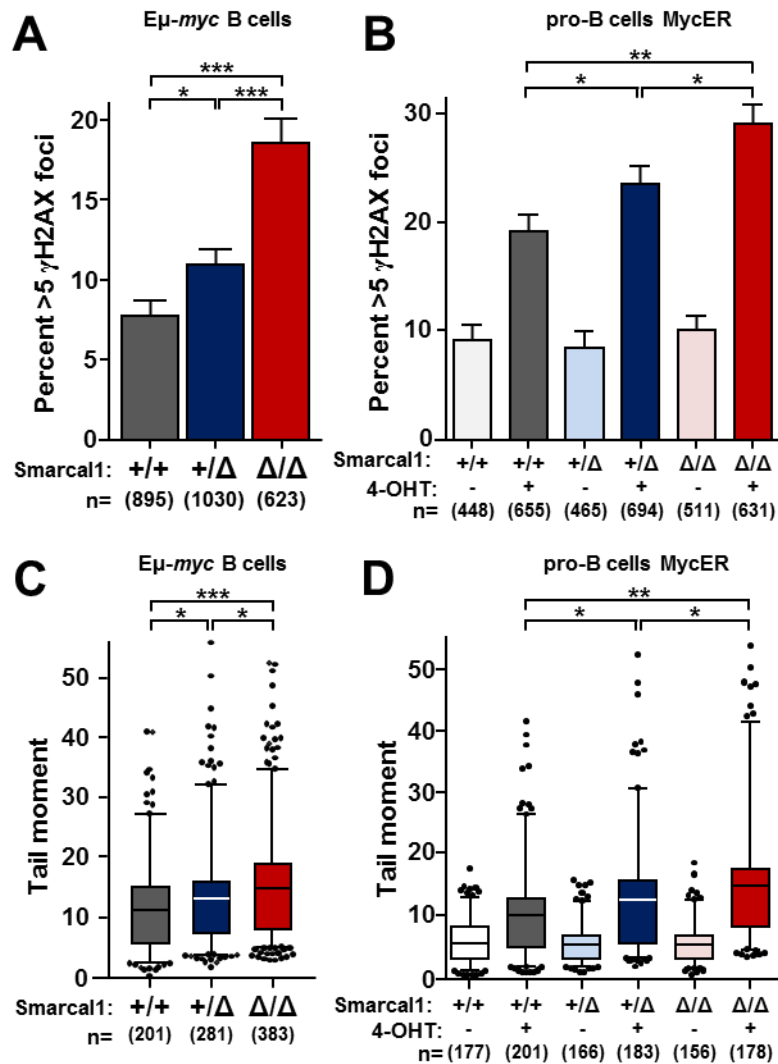 A
Eµ-myc B cells
***
* ***
Percent >5 γH2AX foci
20
15
10
5
0
Smarcal1: +/+ +/Δ Δ/Δ
n= (895) (1030) (623)
B
pro-B cells MycER
**
* *
Percent >5 γH2AX foci
30
20
10
0
Smarcal1: +/+ +/+ +/Δ +/Δ Δ/Δ Δ/Δ
4-OHT: - + - + - +
n= (448) (655) (465) (694) (511) (631)
C
Eµ-myc B cells
***
* *
Tail moment
50
40
30
20
10
0
Smarcal1: +/+ +/Δ Δ/Δ
n= (201) (281) (383)
D
pro-B cells MycER
**
* *
Tail moment
50
40
30
20
10
0
Smarcal1: +/+ +/+ +/Δ +/Δ Δ/Δ Δ/Δ
4-OHT: - + - + - +
n= (177) (201) (166) (183) (156) (178)